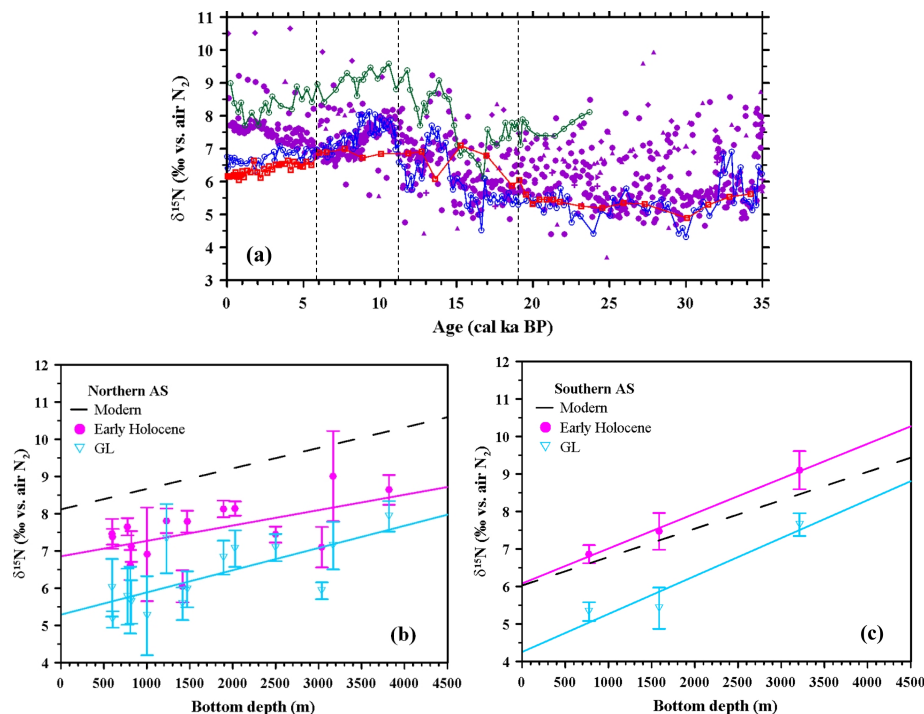 11
10
9
8
7
6
5
4
3
δ¹⁵N (‰ vs. air N₂)
(a)
0 5 10 15 20 25 30 35
Age (cal ka BP)
12
11
10
9
8
7
6
5
4
δ¹⁵N (‰ vs. air N₂)
Northern AS
Modern
Early Holocene
GL
(b)
0 500 1000 1500 2000 2500 3000 3500 4000 4500
Bottom depth (m)
12
11
10
9
8
7
6
5
4
δ¹⁵N (‰ vs. air N₂)
Southern AS
Modern
Early Holocene
GL
(c)
0 500 1000 1500 2000 2500 3000 3500 4000 4500
Bottom depth (m)